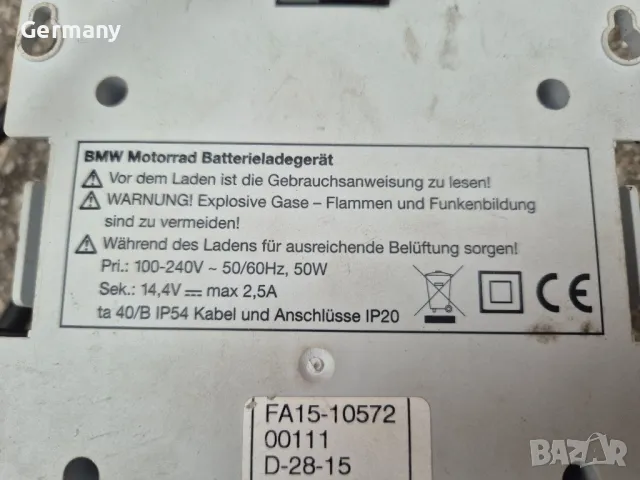 Germany
BMW Motorrad Batterieladegerät
Vor dem Laden ist die Gebrauchsanweisung zu lesen!
WARNUNG! Explosive Gase – Flammen und Funkenbildung
sind zu vermeiden!
Während des Ladens für ausreichende Belüftung sorgen!
Pri.: 100-240V ~ 50/60Hz, 50W
Sek.: 14,4V ⎓ max 2,5A
ta 40/B IP54 Kabel und Anschlüsse IP20
CE
FA15-10572
00111
D-28-15
BAZAR
bg